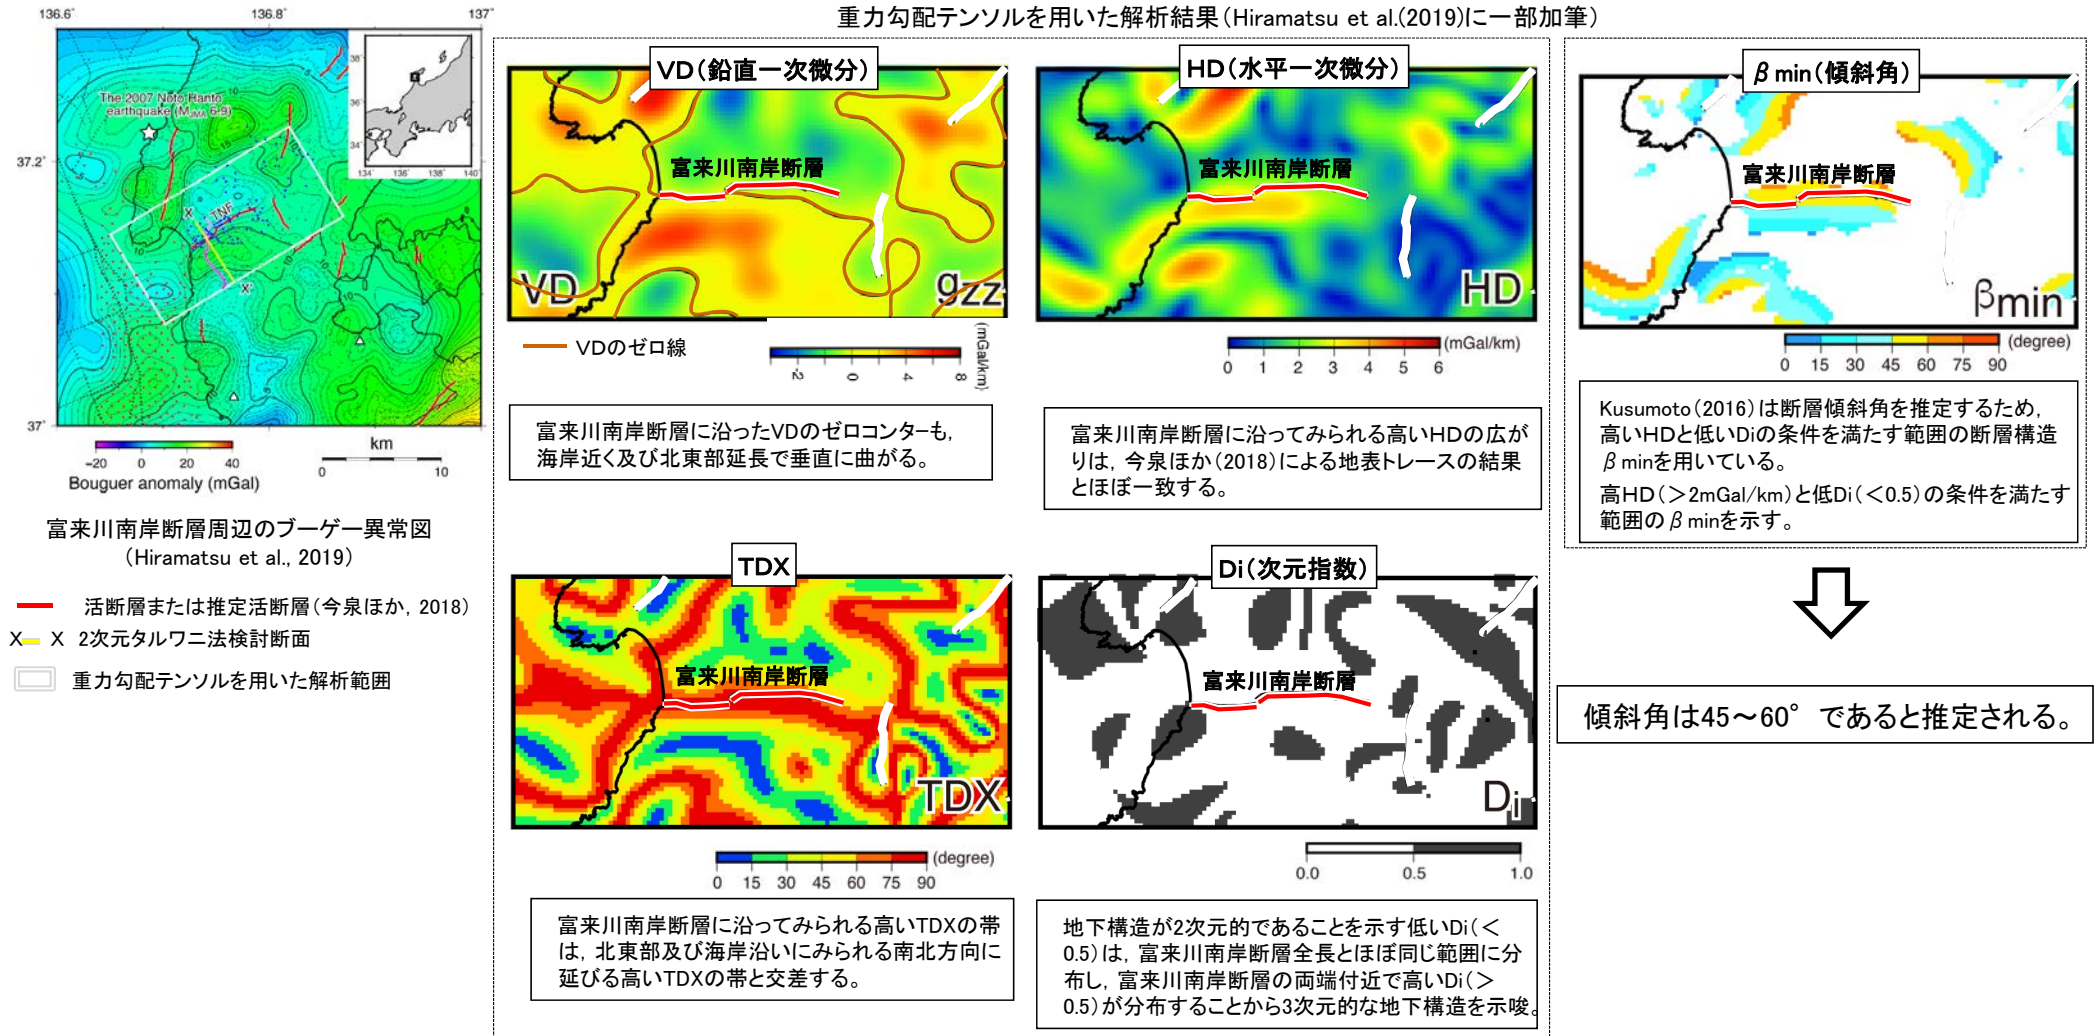 重力勾配テンソルを用いた解析結果（Hiramatsu et al.(2019)に一部加筆）
136.6°
136.8°
137°
37.2°
37°
The 2007 Noto Hanto
earthquake (MJMA 6.9)
38°
36°
34°
134°
136°
138°
140°
TNF
X
X'
km
-20
0
20
40
0
10
Bouguer anomaly (mGal)
富来川南岸断層周辺のブーゲー異常図
（Hiramatsu et al., 2019）
活断層または推定活断層（今泉ほか, 2018）
X X 2次元タルワニ法検討断面
重力勾配テンソルを用いた解析範囲
VD（鉛直一次微分）
富来川南岸断層
VD
gzz
VDのゼロ線
-2
0
4
8
(mGal/km)
富来川南岸断層に沿ったVDのゼロコンターも,
海岸近く及び北東部延長で垂直に曲がる。
HD（水平一次微分）
富来川南岸断層
HD
(mGal/km)
0 1 2 3 4 5 6
富来川南岸断層に沿ってみられる高いHDの広が
りは, 今泉ほか（2018）による地表トレースの結果
とほぼ一致する。
βmin（傾斜角）
富来川南岸断層
βmin
(degree)
0 15 30 45 60 75 90
Kusumoto（2016）は断層傾斜角を推定するため,
高いHDと低いDiの条件を満たす範囲の断層構造
βminを用いている。
高HD（＞2mGal/km）と低Di（＜0.5）の条件を満たす
範囲のβminを示す。
TDX
富来川南岸断層
TDX
(degree)
0 15 30 45 60 75 90
富来川南岸断層に沿ってみられる高いTDXの帯
は, 北東部及び海岸沿いにみられる南北方向に
延びる高いTDXの帯と交差する。
Di（次元指数）
富来川南岸断層
Di
0.0 0.5 1.0
地下構造が2次元的であることを示す低いDi（＜
0.5）は, 富来川南岸断層全長とほぼ同じ範囲に分
布し, 富来川南岸断層の両端付近で高いDi（＞
0.5）が分布することから3次元的な地下構造を示唆。
傾斜角は45～60°であると推定される。